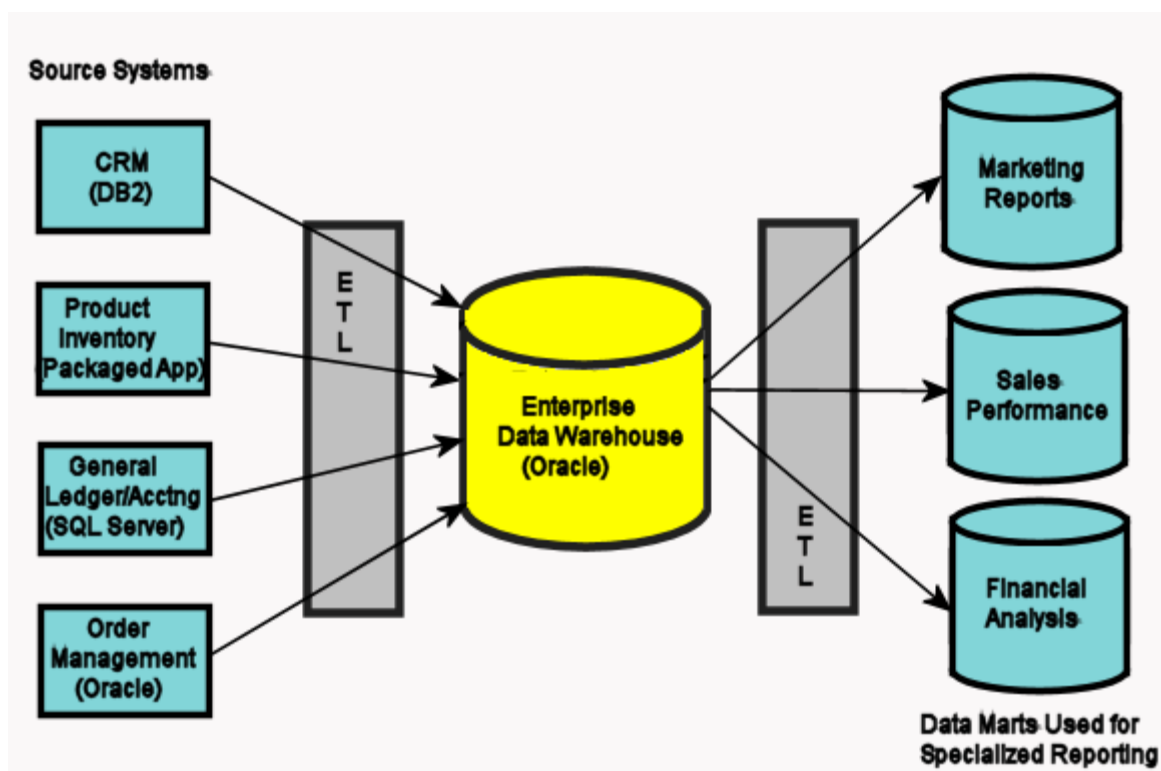 Source Systems
CRM
(DB2)
Product
Inventory
(Packaged App)
General
Ledger/Acctng
(SQL Server)
Order
Management
(Oracle)
E
T
L
Enterprise
Data Warehouse
(Oracle)
E
T
L
Marketing
Reports
Sales
Performance
Financial
Analysis
Data Marts Used for
Specialized Reporting